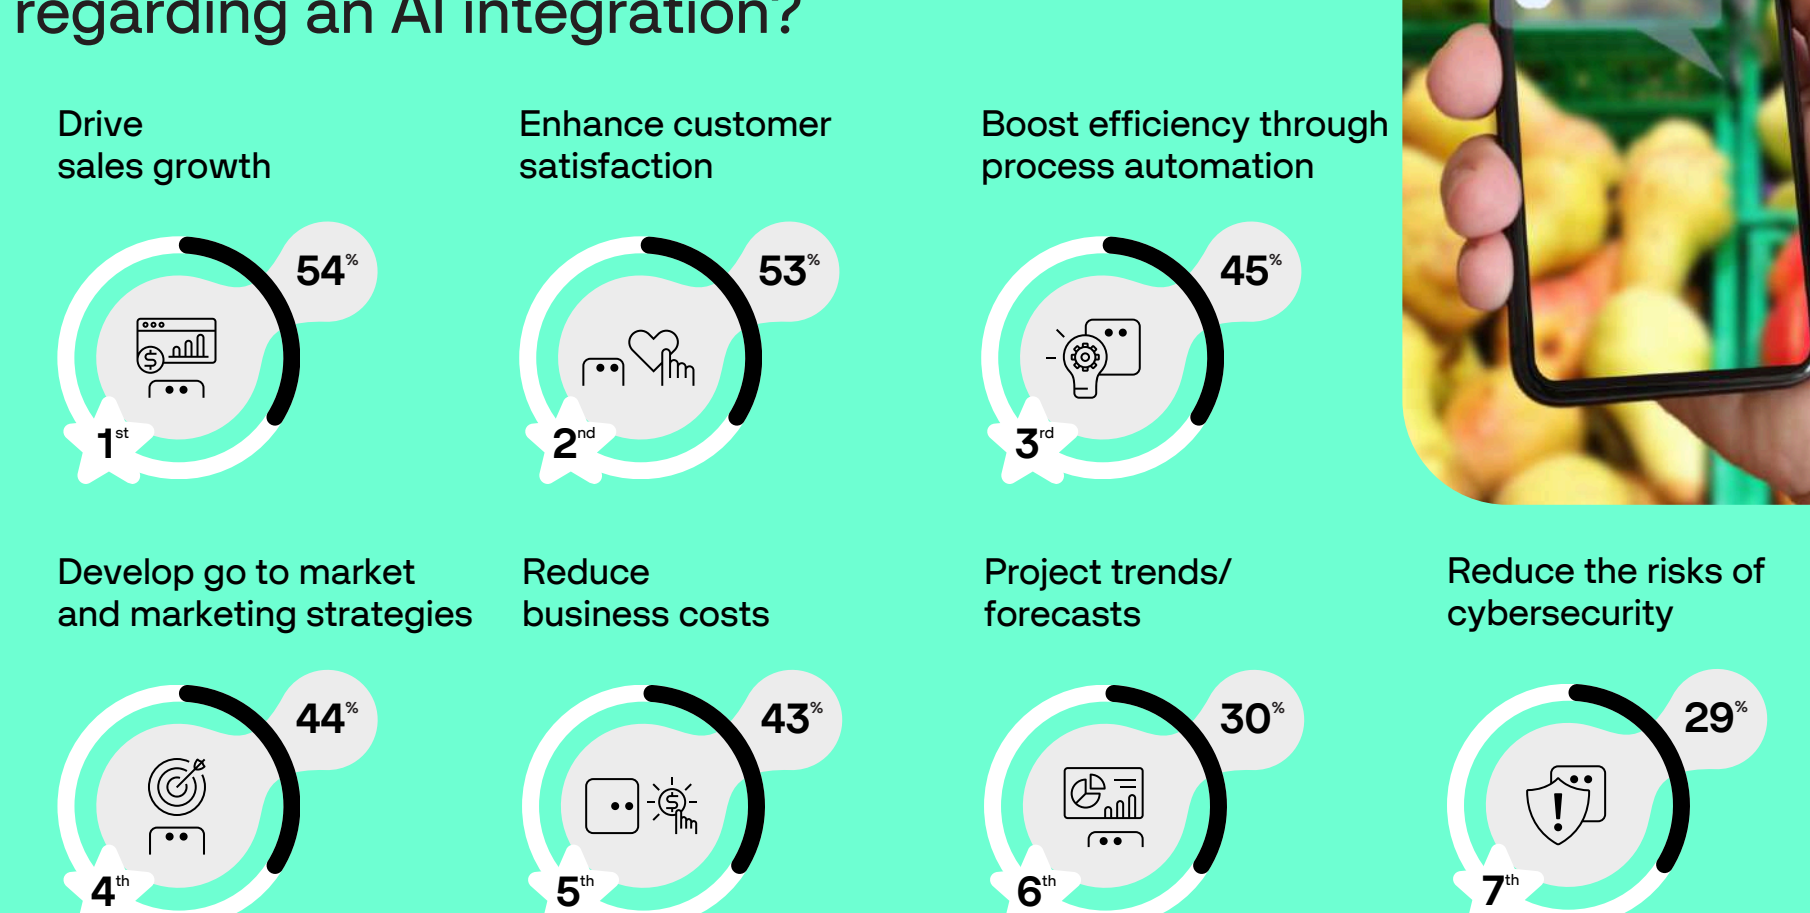 regarding an AI integration?
Drive
sales growth
54%
1st
Enhance customer
satisfaction
53%
2nd
Boost efficiency through
process automation
45%
3rd
Develop go to market
and marketing strategies
44%
4th
Reduce
business costs
43%
5th
Project trends/
forecasts
30%
6th
Reduce the risks of
cybersecurity
29%
7th